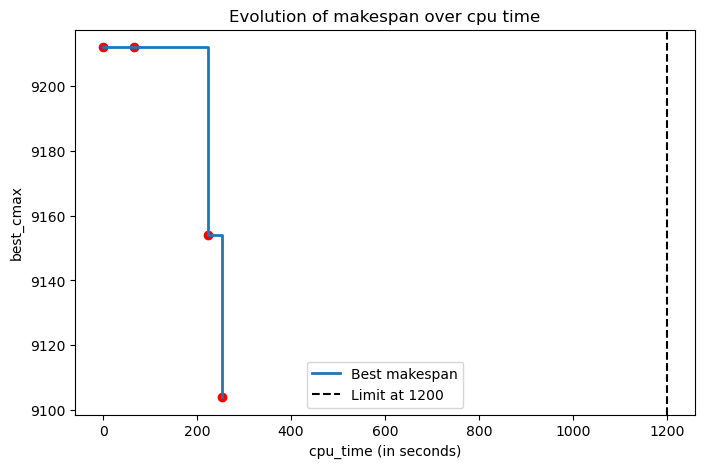 Evolution of makespan over cpu time
best_cmax
9200
9180
9160
9140
9120
9100
Best makespan
Limit at 1200
0
200
400
600
800
1000
1200
cpu_time (in seconds)